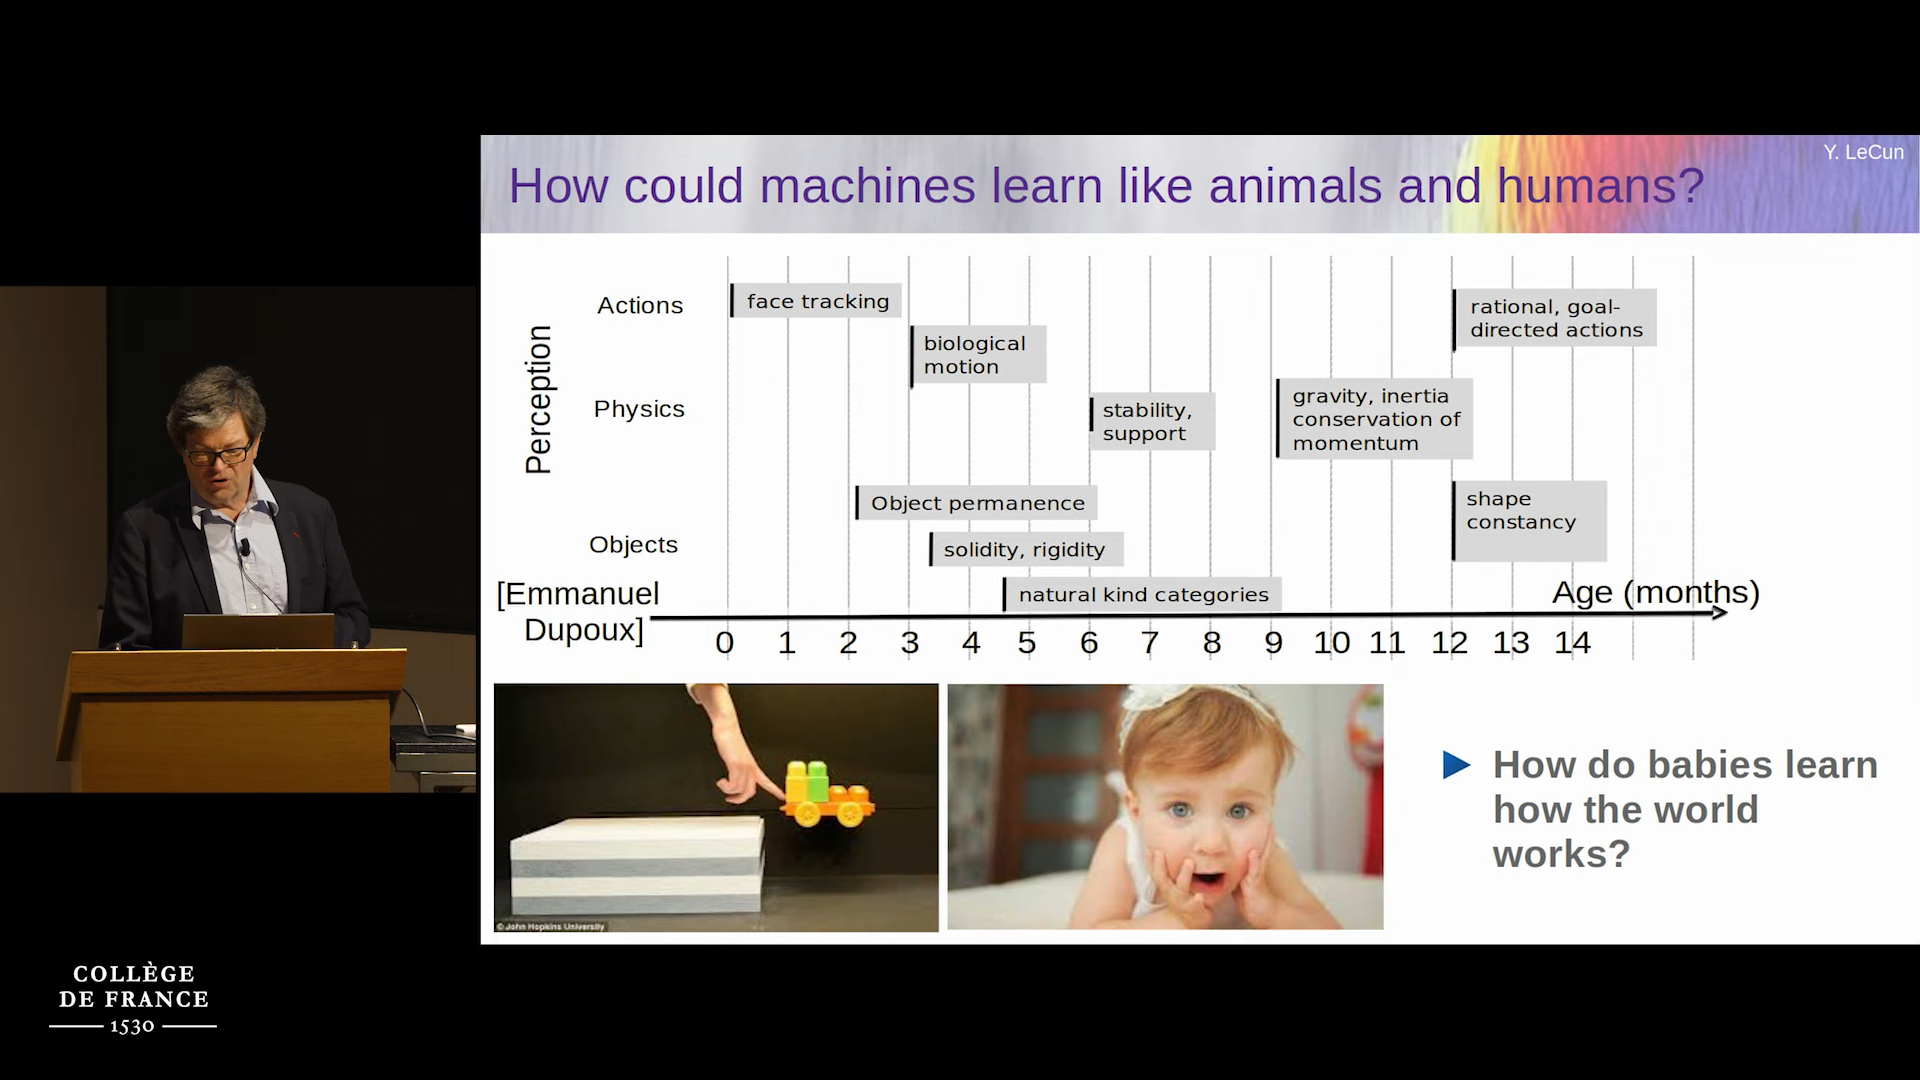 Y. LeCun
How could machines learn like animals and humans?
Perception
Actions
face tracking
biological
motion
rational, goal-
directed actions
Physics
stability,
support
gravity, inertia
conservation of
momentum
Objects
Object permanence
solidity, rigidity
natural kind categories
shape
constancy
[Emmanuel
Dupoux]
Age (months)
0 1 2 3 4 5 6 7 8 9 10 11 12 13 14
© John Hopkins University
How do babies learn
how the world
works?
COLLÈGE
DE FRANCE
1530